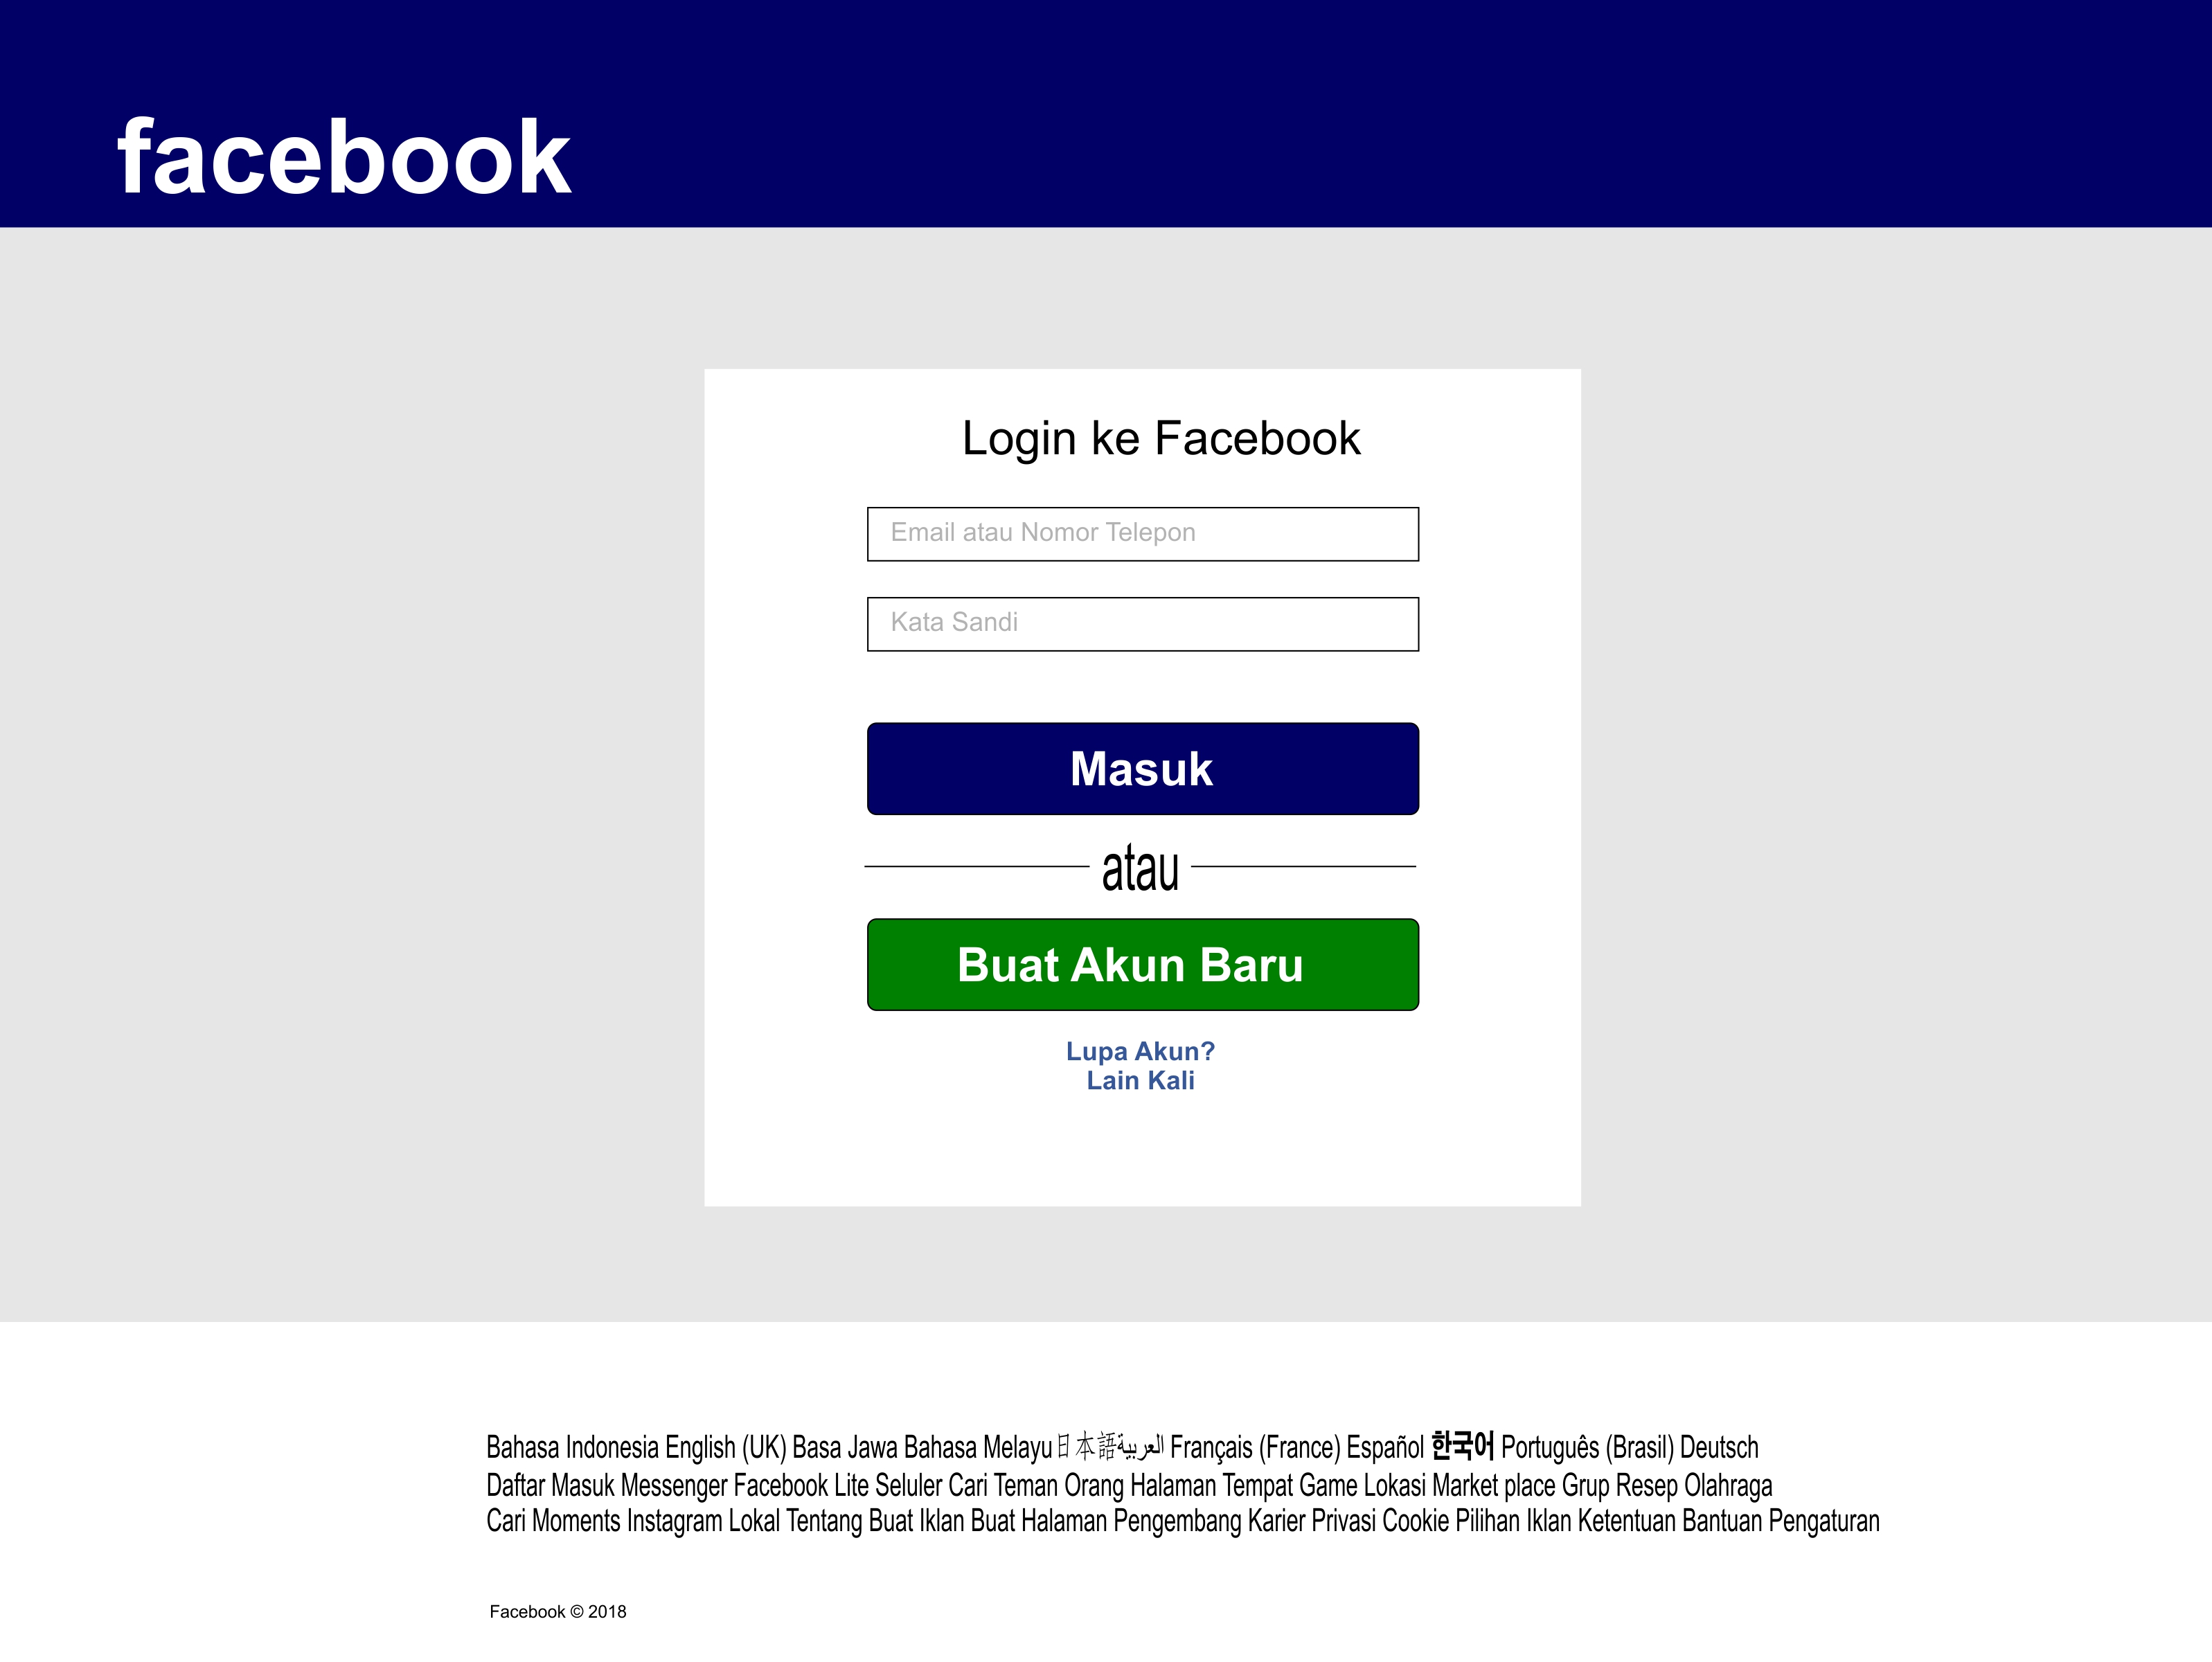 facebook
Login ke Facebook
Email atau Nomor Telepon
Kata Sandi
Masuk
atau
Buat Akun Baru
Lupa Akun?
Lain Kali
Bahasa Indonesia English (UK) Basa Jawa Bahasa Melayu 日本語 العربية Français (France) Español 한국어 Português (Brasil) Deutsch
Daftar Masuk Messenger Facebook Lite Seluler Cari Teman Orang Halaman Tempat Game Lokasi Market place Grup Resep Olahraga
Cari Moments Instagram Lokal Tentang Buat Iklan Buat Halaman Pengembang Karier Privasi Cookie Pilihan Iklan Ketentuan Bantuan Pengaturan
Facebook © 2018